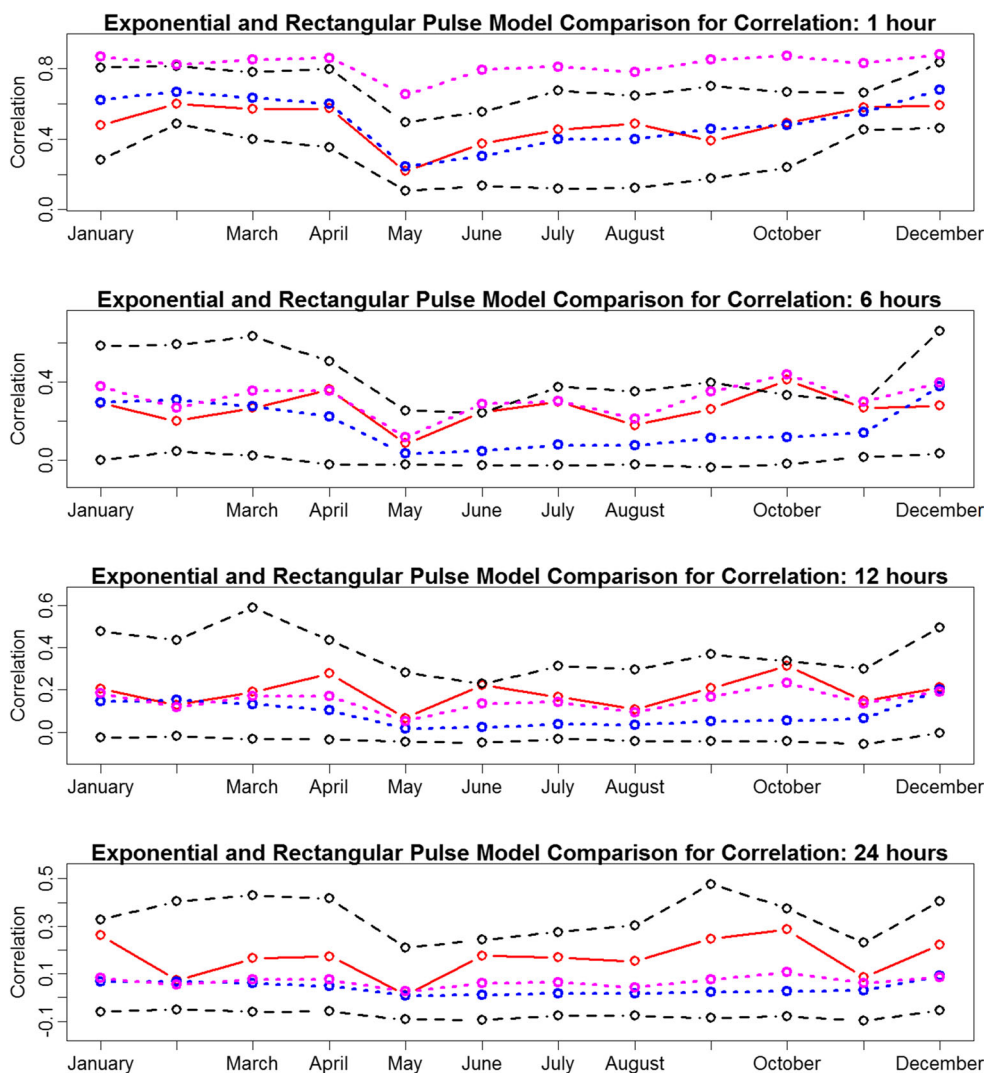 Exponential and Rectangular Pulse Model Comparison for Correlation: 1 hour
Correlation
0.8
0.4
0.0
January March April May June July August October December
Exponential and Rectangular Pulse Model Comparison for Correlation: 6 hours
Correlation
0.4
0.0
January March April May June July August October December
Exponential and Rectangular Pulse Model Comparison for Correlation: 12 hours
Correlation
0.6
0.4
0.2
0.0
January March April May June July August October December
Exponential and Rectangular Pulse Model Comparison for Correlation: 24 hours
Correlation
0.5
0.3
0.1
-0.1
January March April May June July August October December